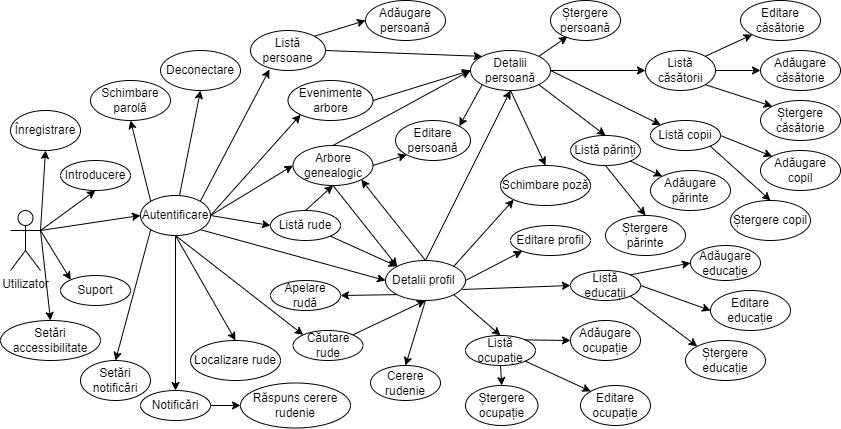 Adăugare
persoană
Ștergere
persoană
Editare
căsătorie
Listă
persoane
Detalii
persoană
Listă
căsătorii
Adăugare
căsătorie
Deconectare
Schimbare
parolă
Evenimente
arbore
Ștergere
căsătorie
Înregistrare
Editare
persoană
Listă copii
Listă părinți
Arbore
genealogic
Adăugare
copil
Introducere
Schimbare poză
Adăugare
părinte
Autentificare
Listă rude
Ștergere copil
Ștergere
părinte
Editare profil
Utilizator
Detalii profil
Adăugare
educație
Suport
Apelare
rudă
Listă
educații
Editare
educație
Setări
accesibilitate
Căutare
rude
Listă
ocupație
Adăugare
ocupație
Localizare rude
Ștergere
educație
Setări
notificări
Cerere
rudenie
Notificări
Răspuns cerere
rudenie
Ștergere
ocupație
Editare
ocupație